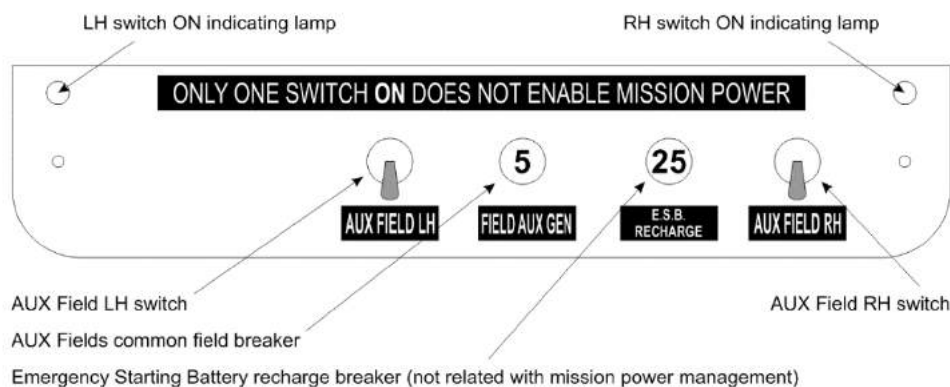 LH switch ON indicating lamp
RH switch ON indicating lamp
ONLY ONE SWITCH ON DOES NOT ENABLE MISSION POWER
5
25
AUX FIELD LH
FIELD AUX GEN
E.S.B.
RECHARGE
AUX FIELD RH
AUX Field LH switch
AUX Field RH switch
AUX Fields common field breaker
Emergency Starting Battery recharge breaker (not related with mission power management)